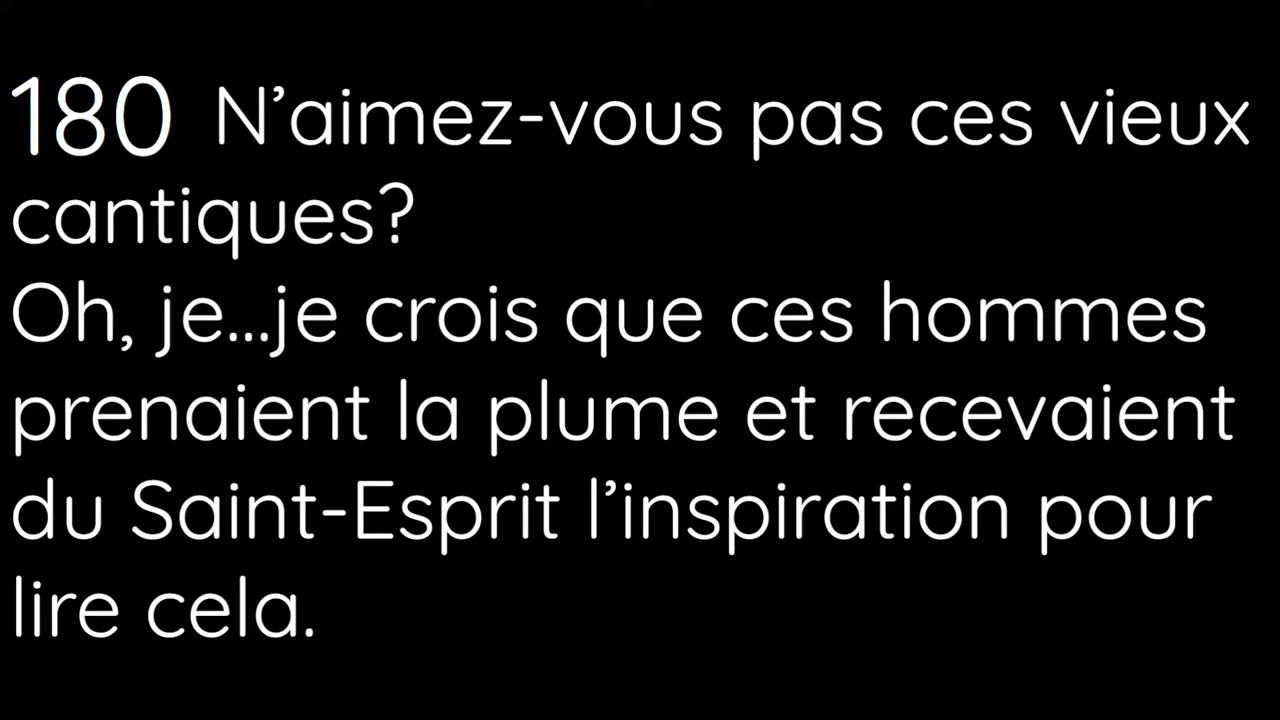 180 N’aimez-vous pas ces vieux
cantiques?
Oh, je...je crois que ces hommes
prenaient la plume et recevaient
du Saint-Esprit l’inspiration pour
lire cela.